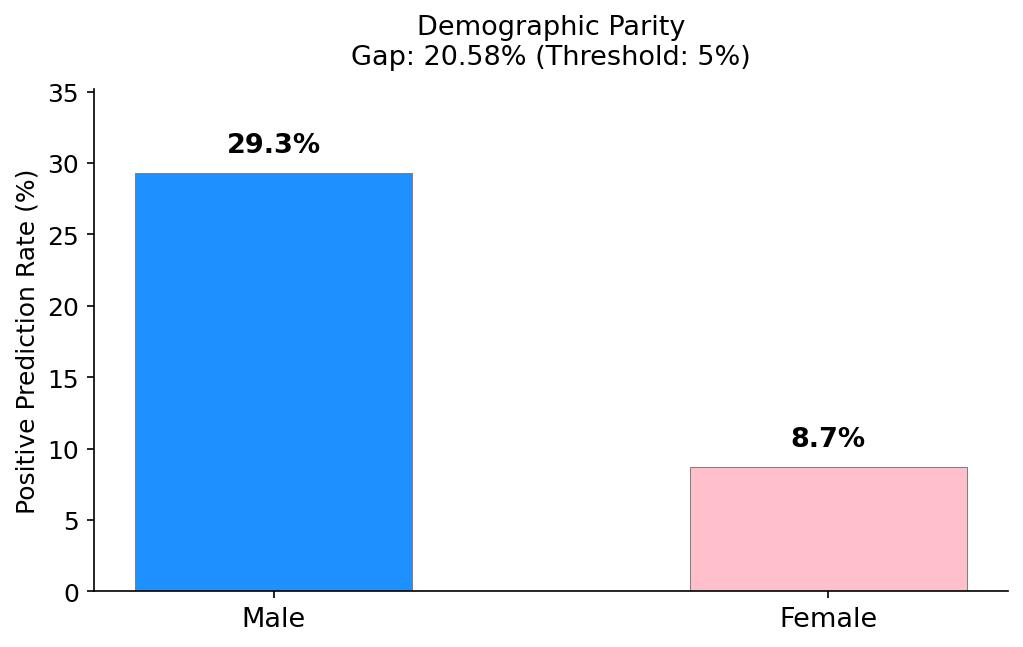 Demographic Parity
Gap: 20.58% (Threshold: 5%)
Positive Prediction Rate (%)
35
30
25
20
15
10
5
0
29.3%
8.7%
Male
Female